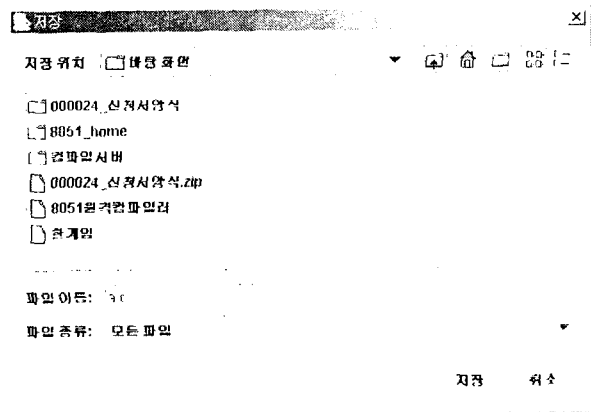 저장
저장 위치 바탕 화면
000024_신청서양식
8051_home
컴파일서버
000024_신청서양식.zip
8051원격컴파일러
한게임
파일 이름:
파일 종류: 모든 파일
저장 취소